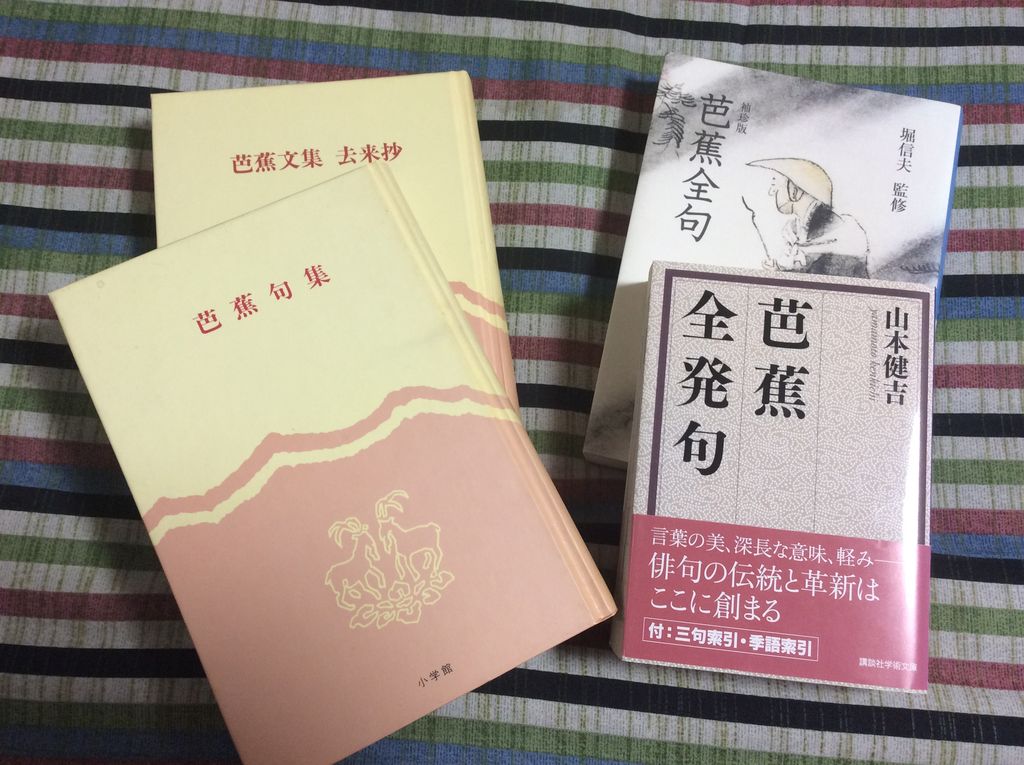 芭蕉文集 去来抄
芭蕉句集
小学館
袖珍版
芭蕉全句
堀信夫 監修
山本健吉
yamamoto kenkichi
芭蕉
全発句
言葉の美、深長な意味、軽み──
俳句の伝統と革新は
ここに創まる
付:三句索引・季語索引
講談社学術文庫